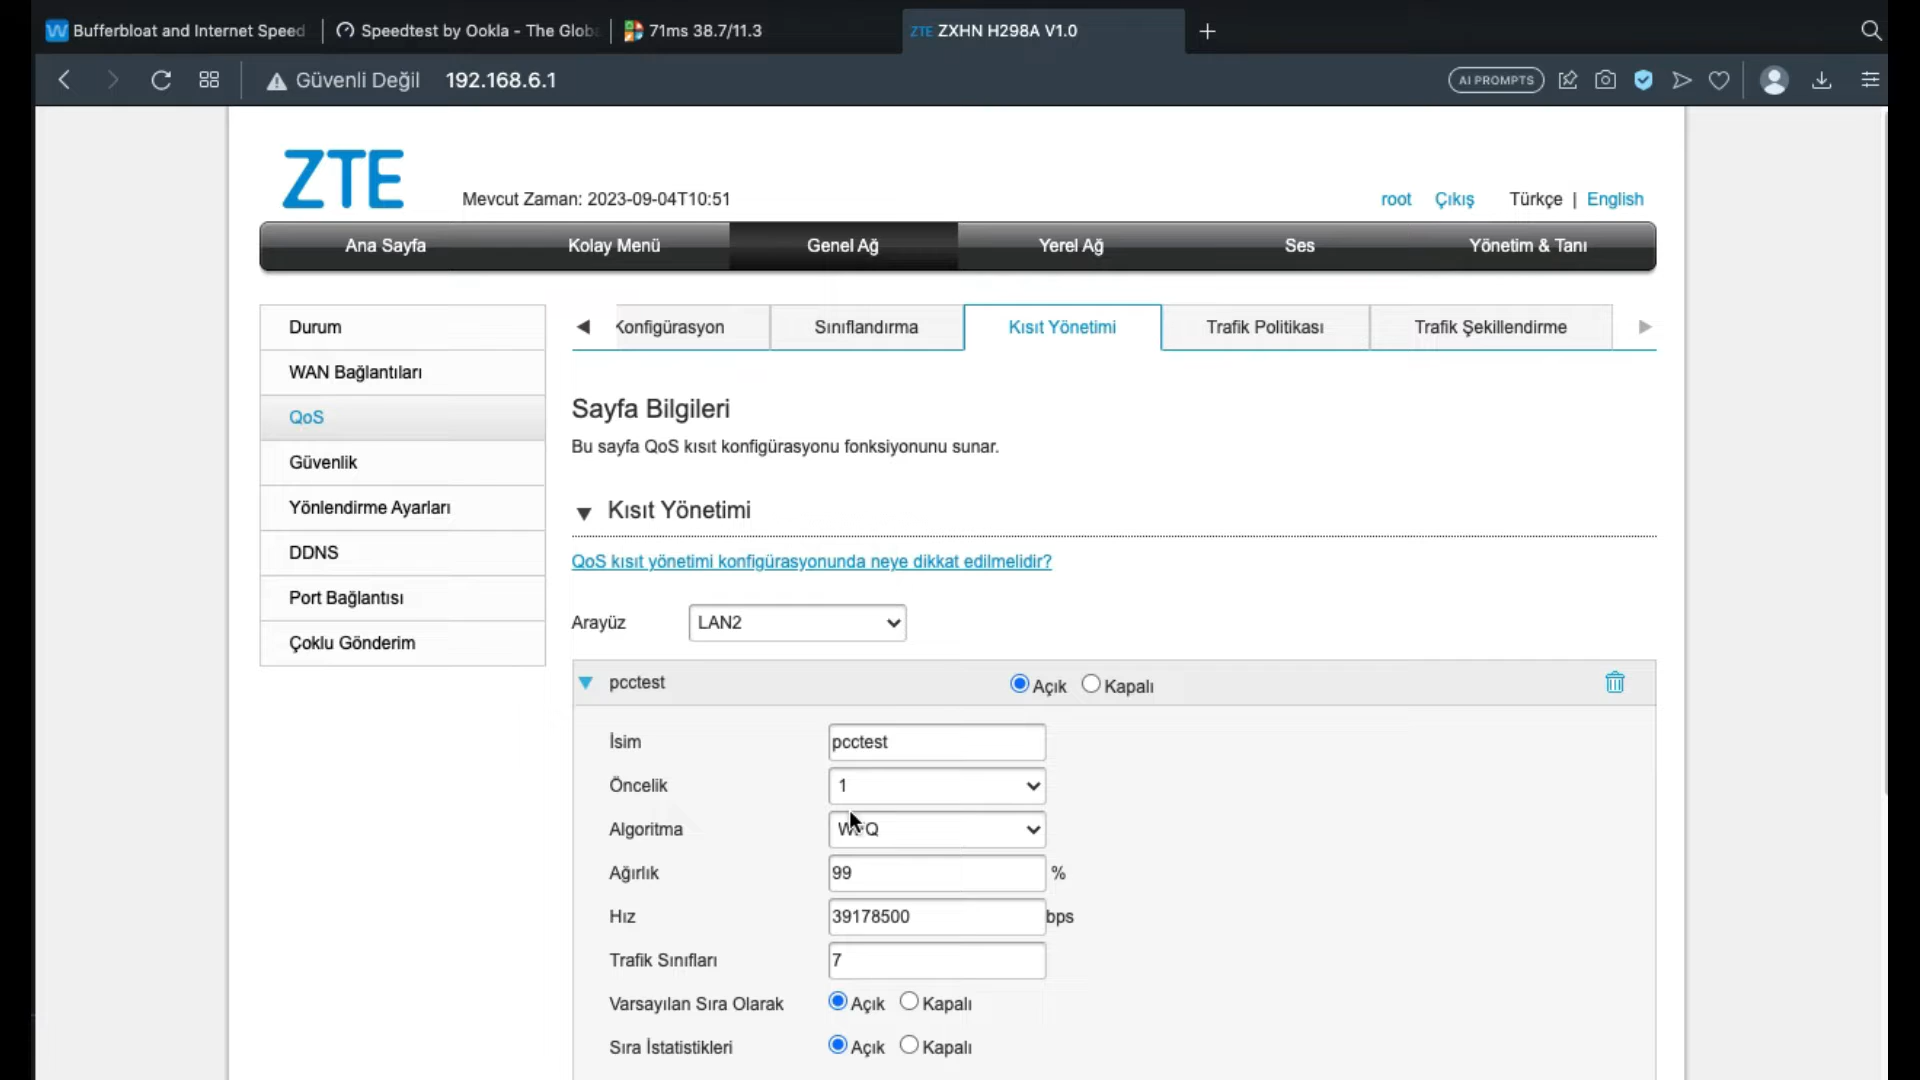 W Bufferbloat and Internet Speed
Speedtest by Ookla - The Glob
71ms 38.7/11.3
ZTE ZXHN H298A V1.0
Güvenli Değil 192.168.6.1
AI PROMPTS
ZTE
Mevcut Zaman: 2023-09-04T10:51
root Çıkış Türkçe | English
Ana Sayfa Kolay Menü Genel Ağ Yerel Ağ Ses Yönetim & Tanı
Durum
WAN Bağlantıları
QoS
Güvenlik
Yönlendirme Ayarları
DDNS
Port Bağlantısı
Çoklu Gönderim
Konfigürasyon Sınıflandırma Kısıt Yönetimi Trafik Politikası Trafik Şekillendirme
Sayfa Bilgileri
Bu sayfa QoS kısıt konfigürasyonu fonksiyonunu sunar.
Kısıt Yönetimi
QoS kısıt yönetimi konfigürasyonunda neye dikkat edilmelidir?
Arayüz LAN2
pcctest Açık Kapalı
İsim pcctest
Öncelik 1
Algoritma
Ağırlık 99 %
Hız 39178500 bps
Trafik Sınıfları 7
Varsayılan Sıra Olarak Açık Kapalı
Sıra İstatistikleri Açık Kapalı